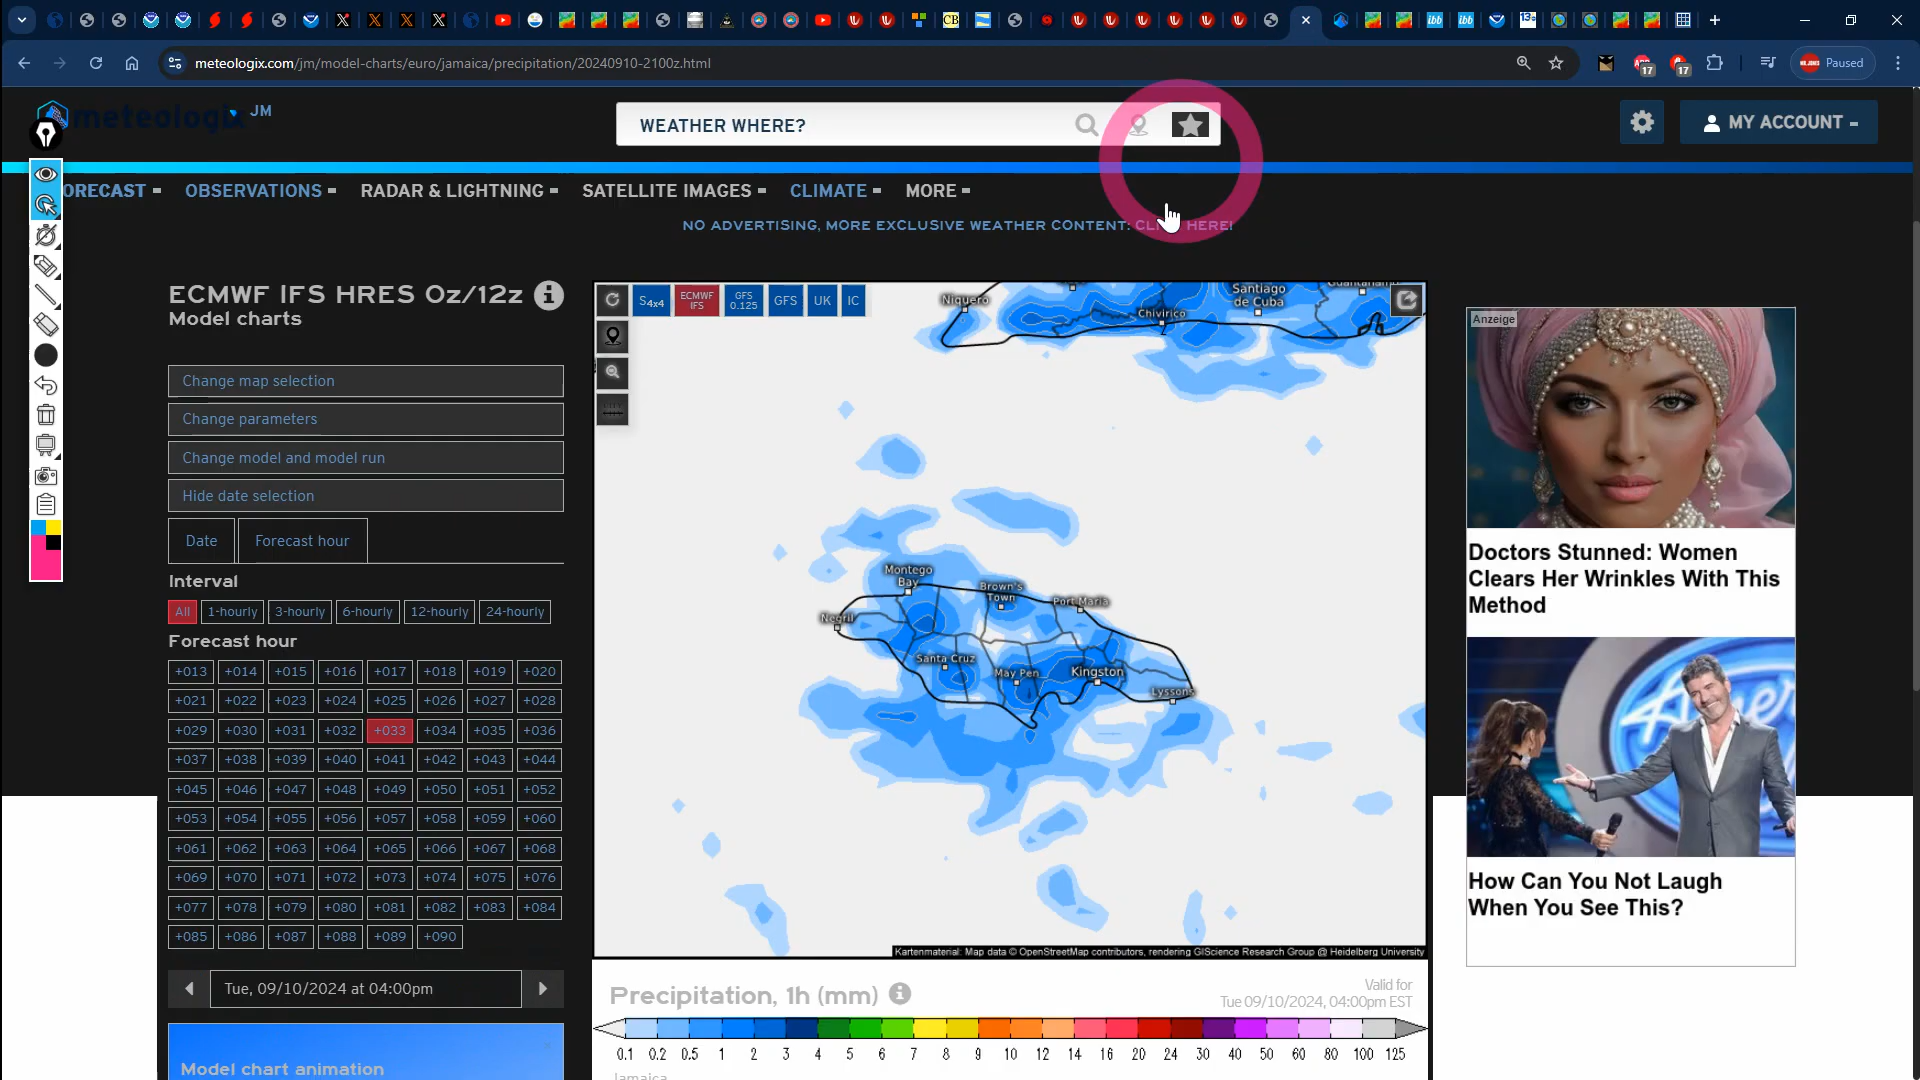 17
17
13°
ibb
ibb
CB
meteologix.com/jm/model-charts/euro/jamaica/precipitation/20240910-2100z.html
Paused
meteologix JM
WEATHER WHERE?
MY ACCOUNT
ORECAST
OBSERVATIONS
RADAR & LIGHTNING
SATELLITE IMAGES
CLIMATE
MORE
NO ADVERTISING, MORE EXCLUSIVE WEATHER CONTENT: CLICK HERE!
ECMWF IFS HRES 0z/12z
Model charts
Change map selection
Change parameters
Change model and model run
Hide date selection
Date
Forecast hour
Interval
All 1-hourly 3-hourly 6-hourly 12-hourly 24-hourly
Forecast hour
+013 +014 +015 +016 +017 +018 +019 +020
+021 +022 +023 +024 +025 +026 +027 +028
+029 +030 +031 +032 +033 +034 +035 +036
+037 +038 +039 +040 +041 +042 +043 +044
+045 +046 +047 +048 +049 +050 +051 +052
+053 +054 +055 +056 +057 +058 +059 +060
+061 +062 +063 +064 +065 +066 +067 +068
+069 +070 +071 +072 +073 +074 +075 +076
+077 +078 +079 +080 +081 +082 +083 +084
+085 +086 +087 +088 +089 +090
Tue, 09/10/2024 at 04:00pm
Model chart animation
S4x4
ECMWF
IFS
GFS
0.125
GFS
UK
IC
Niquero
Chivirico
Santiago
de Cuba
Guantanamo
Montego
Bay
Brown's
Town
Port Maria
Negril
Santa Cruz
May Pen
Kingston
Lyssons
Kartenmaterial: Map data © OpenStreetMap contributors, rendering GIScience Research Group @ Heidelberg University
Precipitation, 1h (mm)
Valid for
Tue 09/10/2024, 04:00pm EST
0.1 0.2 0.5 1 2 3 4 5 6 7 8 9 10 12 14 16 20 24 30 40 50 60 80 100 125
Jamaica
Anzeige
Doctors Stunned: Women
Clears Her Wrinkles With This
Method
How Can You Not Laugh
When You See This?